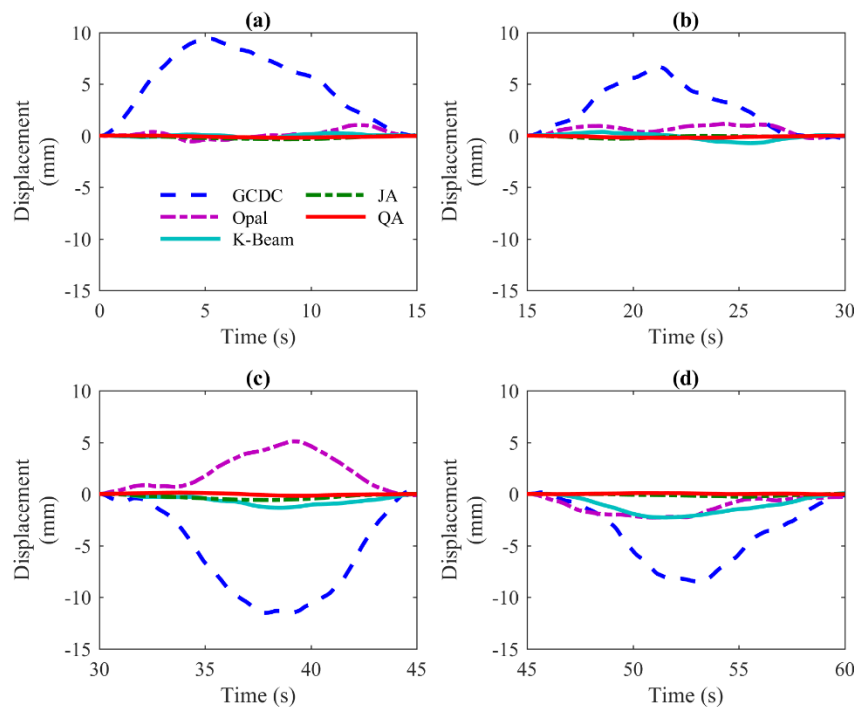 (a)
10
5
0
-5
-10
-15
Displacement
(mm)
GCDC
JA
Opal
QA
K-Beam
0
5
10
15
Time (s)
(b)
10
5
0
-5
-10
-15
Displacement
(mm)
15
20
25
30
Time (s)
(c)
10
5
0
-5
-10
-15
Displacement
(mm)
30
35
40
45
Time (s)
(d)
10
5
0
-5
-10
-15
Displacement
(mm)
45
50
55
60
Time (s)